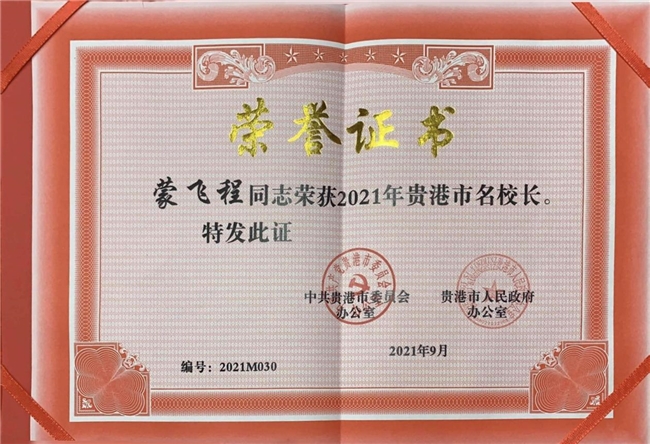 荣誉证书
蒙飞程同志荣获2021年贵港市名校长。
特发此证
中共贵港市委员会
办公室
贵港市人民政府
办公室
2021年9月
编号：2021M030